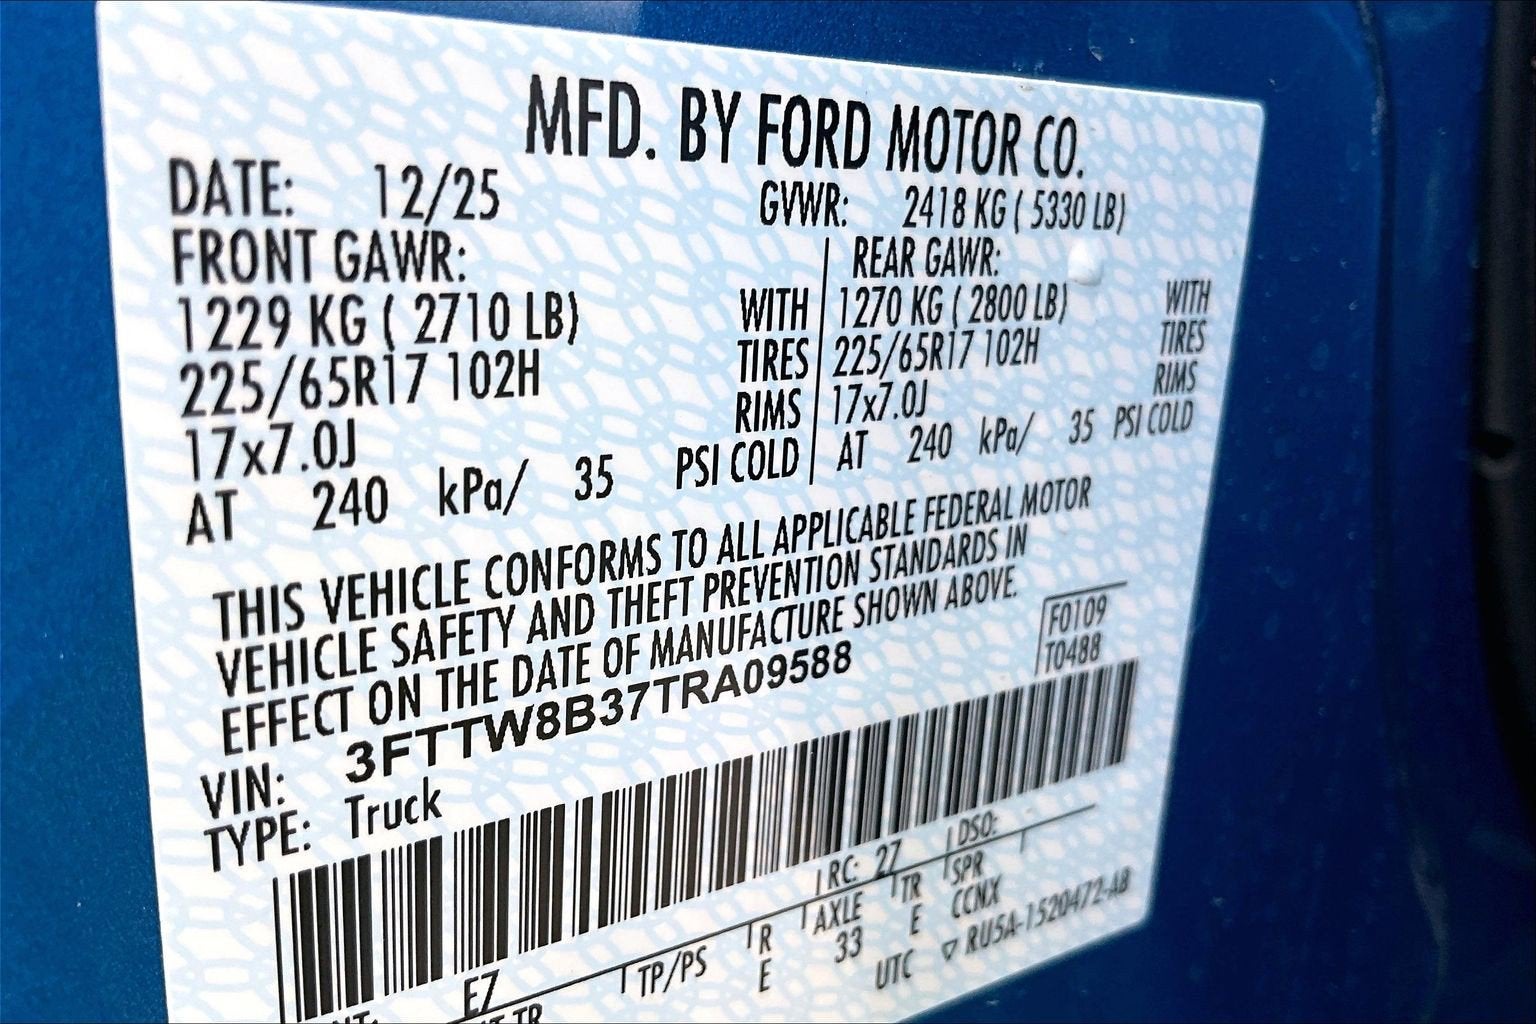 MFD. BY FORD MOTOR CO.
DATE: 12/25 GVWR: 2418 KG ( 5330 LB)
FRONT GAWR: REAR GAWR:
1229 KG ( 2710 LB) WITH 1270 KG ( 2800 LB) WITH
225/65R17 102H TIRES 225/65R17 102H TIRES
17x7.0J RIMS 17x7.0J RIMS
AT 240 kPa/ 35 PSI COLD AT 240 kPa/ 35 PSI COLD
THIS VEHICLE CONFORMS TO ALL APPLICABLE FEDERAL MOTOR
VEHICLE SAFETY AND THEFT PREVENTION STANDARDS IN
EFFECT ON THE DATE OF MANUFACTURE SHOWN ABOVE.
F0109
T0488
VIN: 3FTTW8B37TRA09588
TYPE: Truck
RC: 27 DSO:
EZ TP/PS R AXLE TR SPR
E 33 E CCNX
UTC ▽ RU5A-1520472-AB